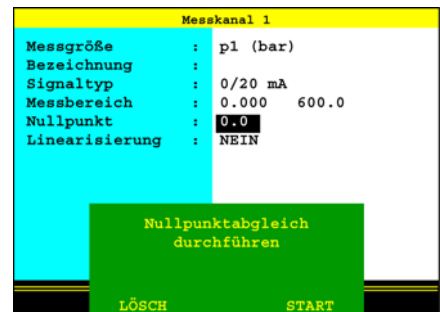 Messkanal 1
Messgröße : p1 (bar)
Bezeichnung :
Signaltyp : 0/20 mA
Messbereich : 0.000 600.0
Nullpunkt : 0.0
Linearisierung : NEIN
Nullpunktabgleich
durchführen
LÖSCH START